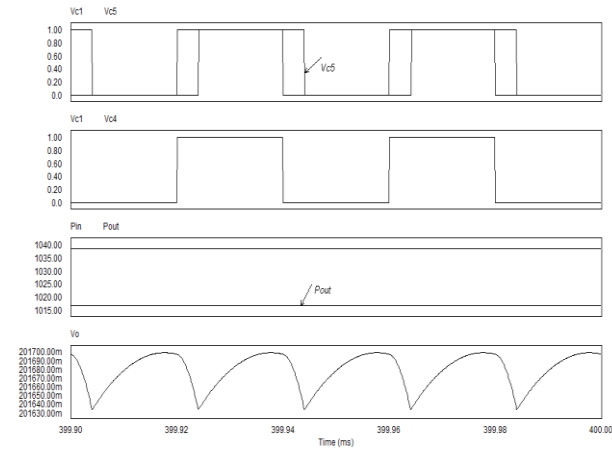 Vc1 Vc5
1.00
0.80
0.60
0.40
0.20
0.0
Vc5
Vc1 Vc4
1.00
0.80
0.60
0.40
0.20
0.0
Pin Pout
1040.00
1035.00
1030.00
1025.00
1020.00
1015.00
Pout
Vo
201700.00m
201690.00m
201680.00m
201670.00m
201660.00m
201650.00m
201640.00m
201630.00m
399.90 399.92 399.94 399.96 399.98 400.00
Time (ms)